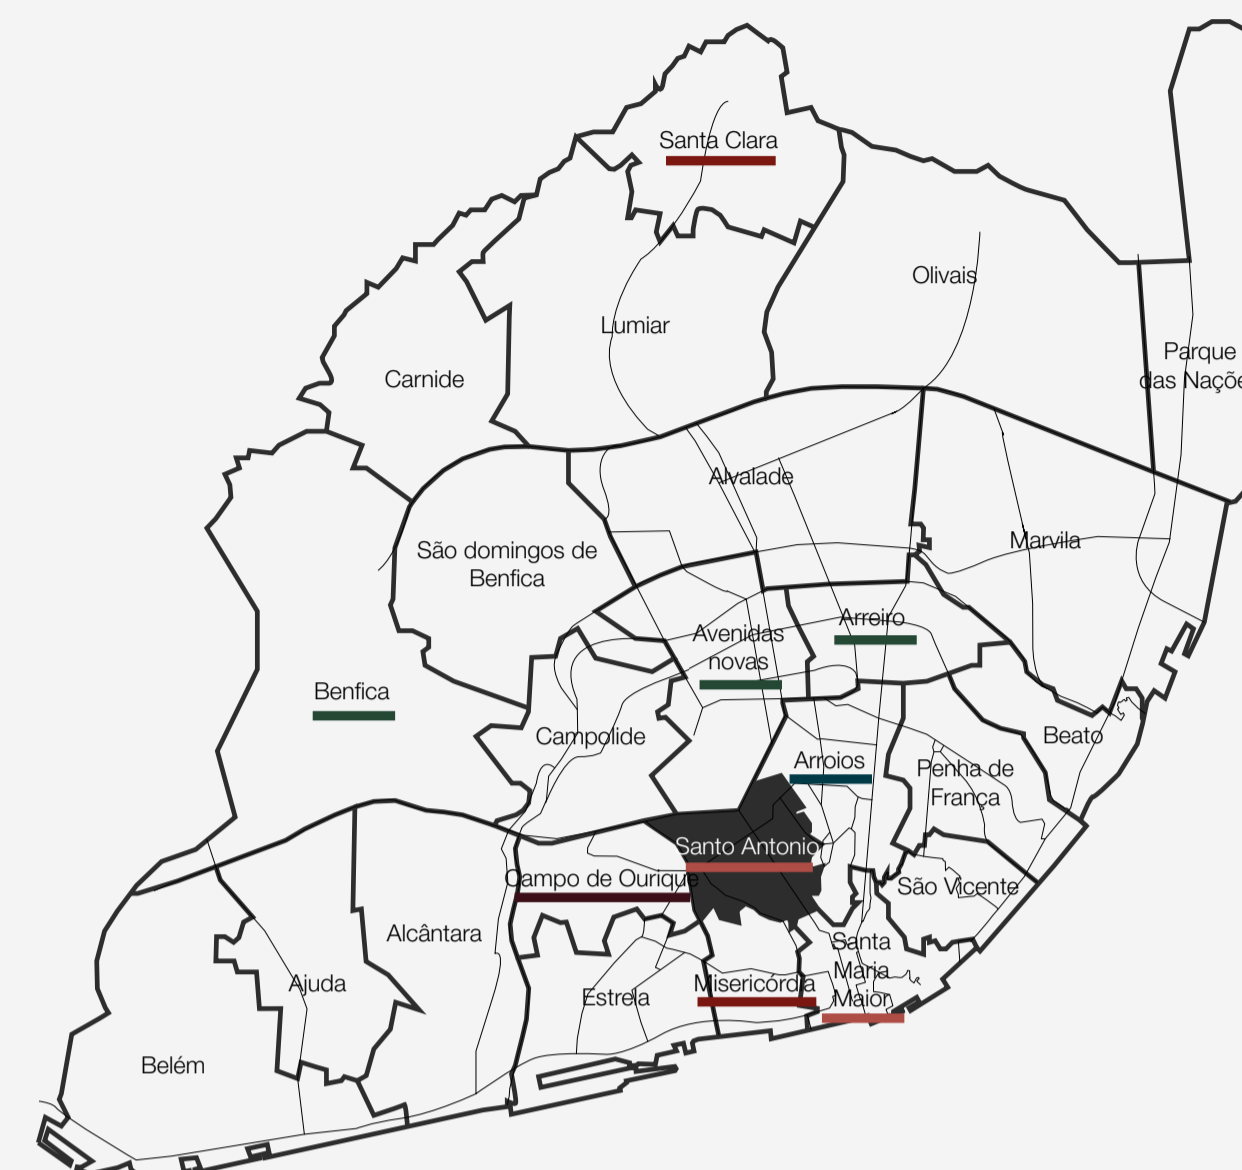 Santa Clara
Olivais
Lumiar
Parque
das Naçõe
Carnide
Alvalade
Marvila
São domingos de
Benfica
Arreiro
Avenidas
novas
Benfica
Campolide
Beato
Arroios
Penha de
França
Santo Antonio
Campo de Ourique
São Vicente
Alcântara
Santa
Maria
Maior
Ajuda
Misericórdia
Estrela
Belém